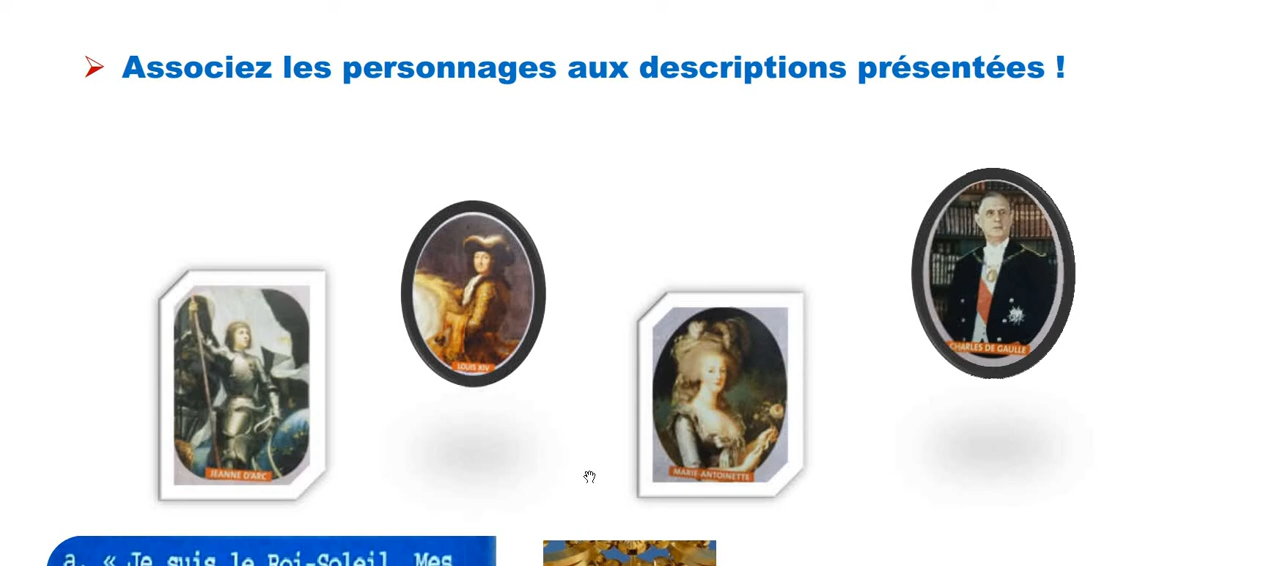 Associez les personnages aux descriptions présentées !
LOUIS XIV
CHARLES DE GAULLE
JEANNE D'ARC
MARIE-ANTOINETTE
a. « Je suis le Roi-Soleil. Mes